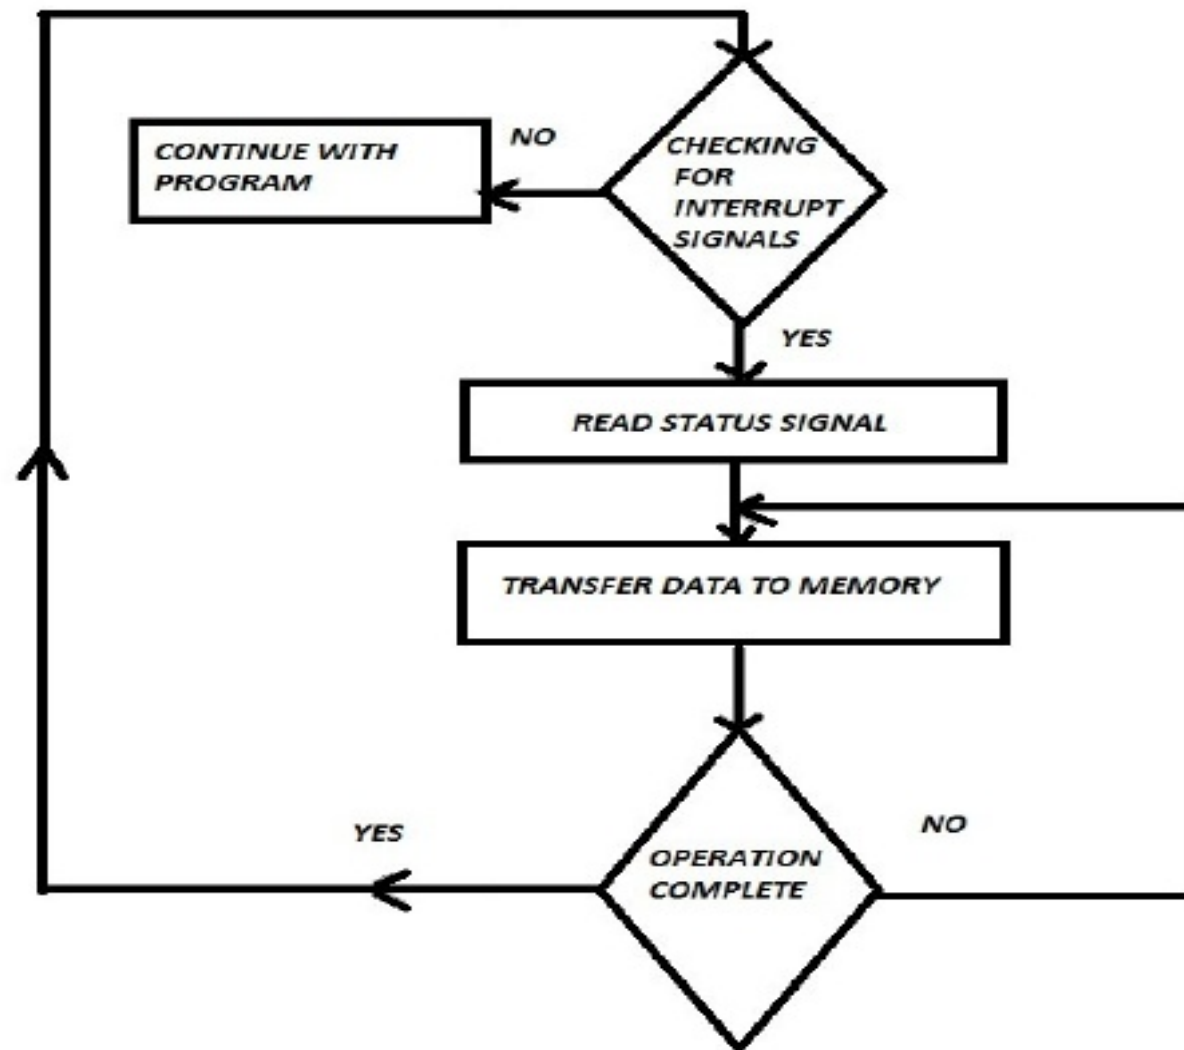 CHECKING
FOR
INTERRUPT
SIGNALS
NO
CONTINUE WITH
PROGRAM
YES
READ STATUS SIGNAL
TRANSFER DATA TO MEMORY
OPERATION
COMPLETE
YES
NO